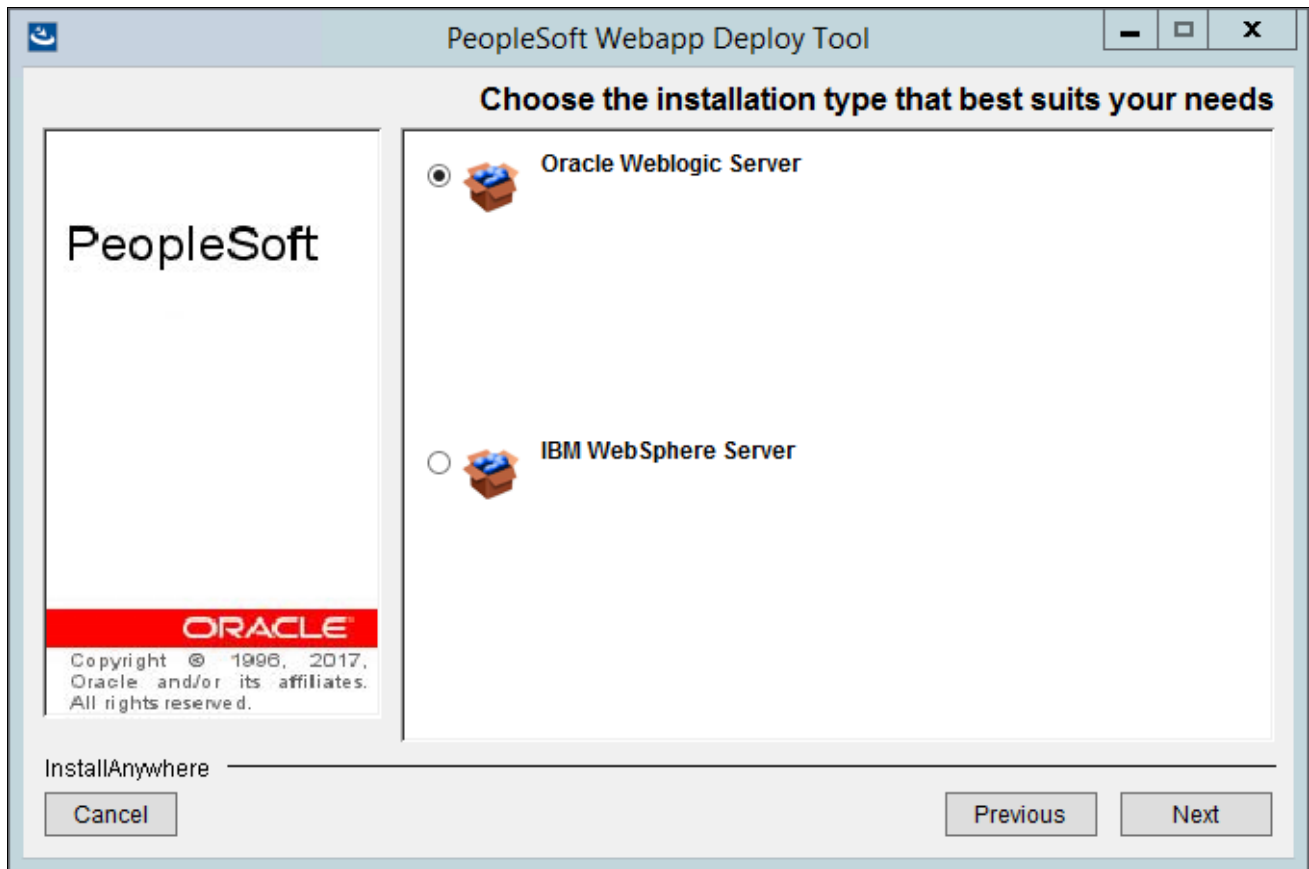 PeopleSoft Webapp Deploy Tool
Choose the installation type that best suits your needs
PeopleSoft
ORACLE
Copyright © 1996, 2017,
Oracle and/or its affiliates.
All rights reserved.
Oracle Weblogic Server
IBM WebSphere Server
InstallAnywhere
Cancel
Previous
Next